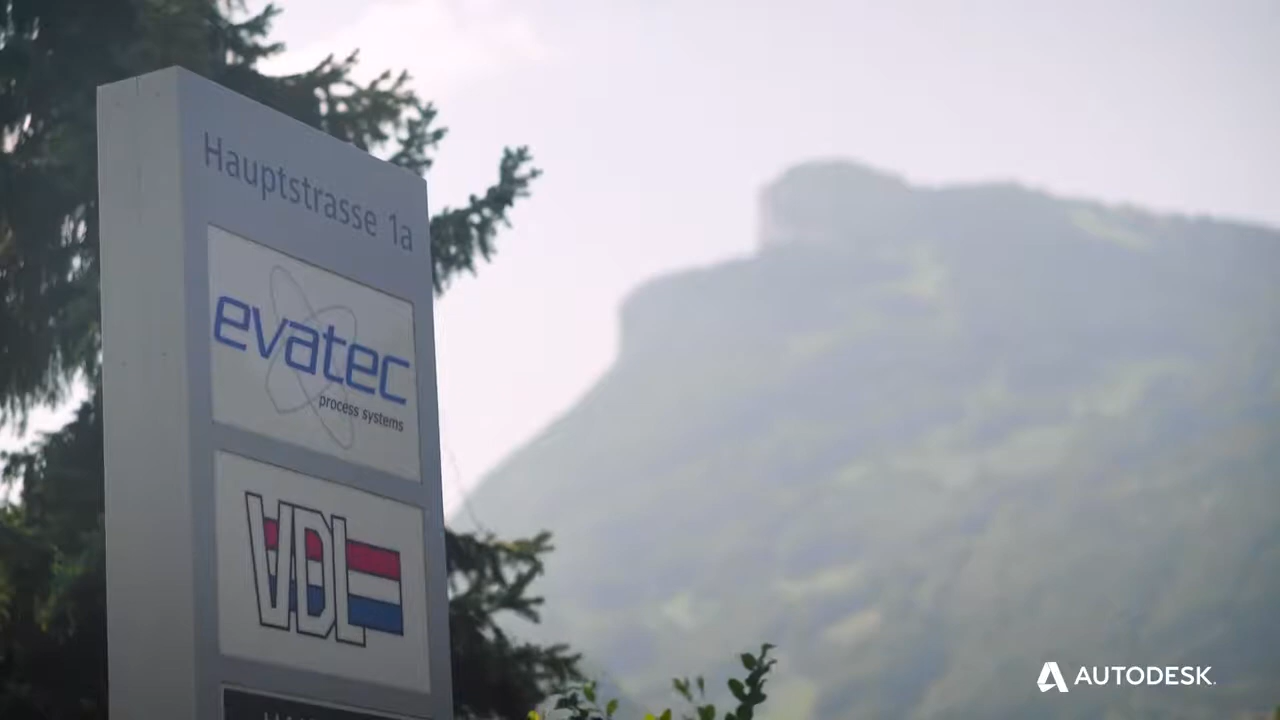 Hauptstrasse 1a
evatec
process systems
VDL
AUTODESK.